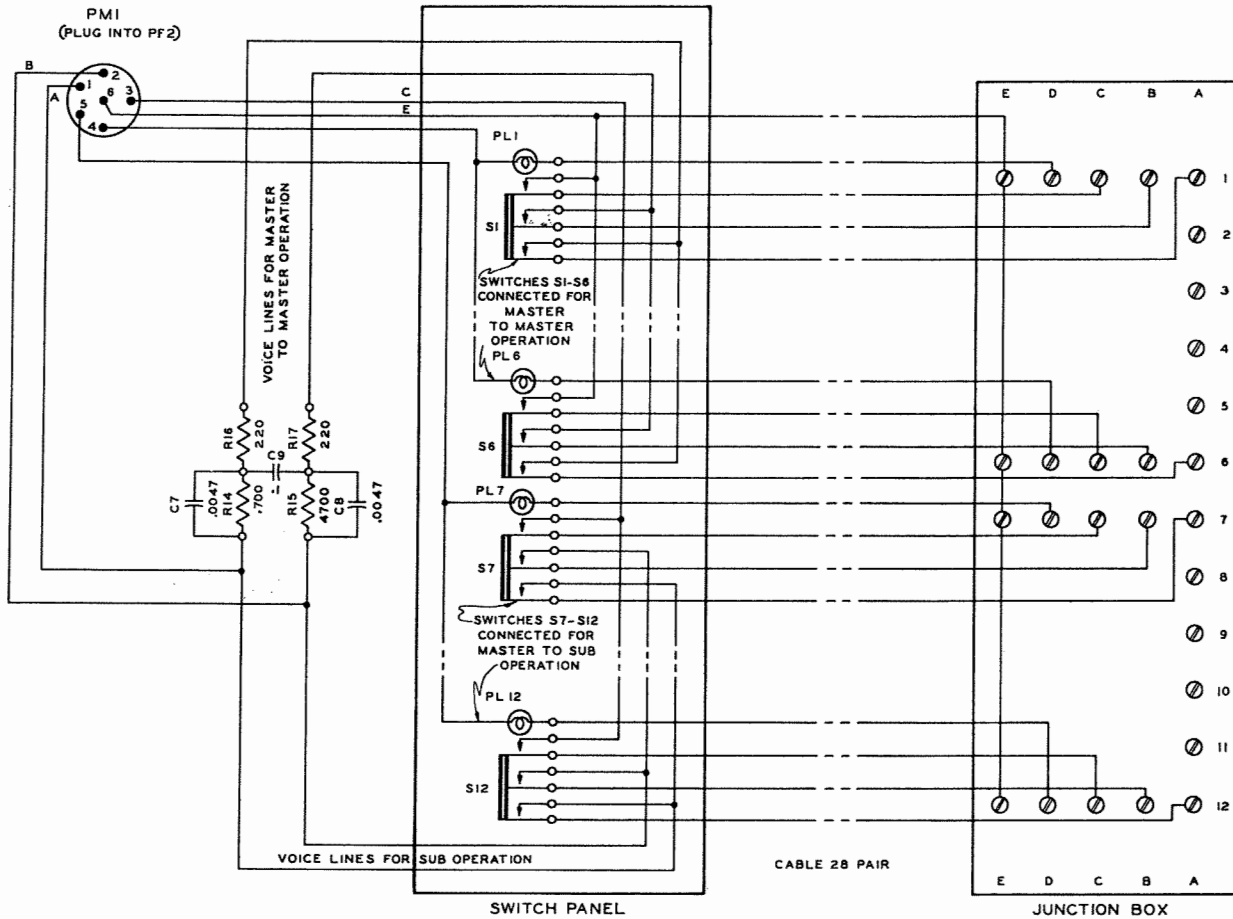 PM1
(PLUG INTO PF2)
B
A
1
2
3
4
5
6
C
E
VOICE LINES FOR MASTER
TO MASTER OPERATION
R16
220
R17
220
C9
.1
C7
.0047
R14
.700
R15
4700
C8
.0047
PL1
S1
SWITCHES S1-S6
CONNECTED FOR
MASTER
TO MASTER
OPERATION
PL6
S6
PL7
S7
SWITCHES S7-S12
CONNECTED FOR
MASTER TO SUB
OPERATION
PL 12
S12
VOICE LINES FOR SUB OPERATION
SWITCH PANEL
CABLE 28 PAIR
E D C B A
1
2
3
4
5
6
7
8
9
10
11
12
E D C B A
JUNCTION BOX